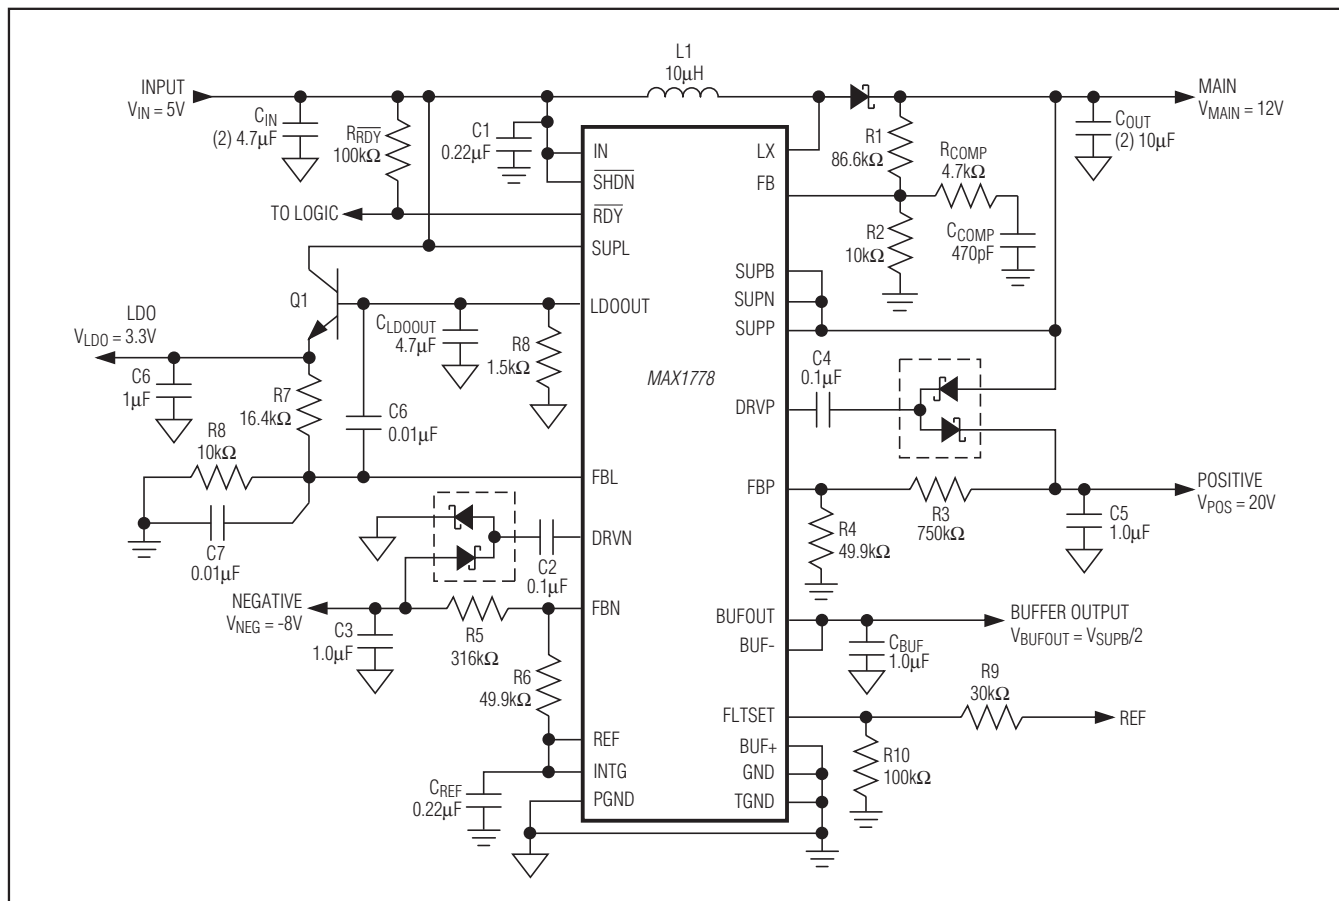 L1
10µH
INPUT
V_IN = 5V
C_IN
(2) 4.7µF
R_R̅D̅Y̅
100kΩ
C1
0.22µF
MAIN
V_MAIN = 12V
C_OUT
(2) 10µF
R1
86.6kΩ
R_COMP
4.7kΩ
R2
10kΩ
C_COMP
470pF
TO LOGIC
IN
S̅H̅D̅N̅
R̅D̅Y̅
SUPL
LDOOUT
FBL
DRVN
FBN
REF
INTG
PGND
MAX1778
LX
FB
SUPB
SUPN
SUPP
DRVP
FBP
BUFOUT
BUF-
FLTSET
BUF+
GND
TGND
Q1
LDO
V_LDO = 3.3V
C6
1µF
R7
16.4kΩ
C_LDOOUT
4.7µF
R8
1.5kΩ
C6
0.01µF
R8
10kΩ
C7
0.01µF
C2
0.1µF
NEGATIVE
V_NEG = -8V
C3
1.0µF
R5
316kΩ
R6
49.9kΩ
C_REF
0.22µF
C4
0.1µF
POSITIVE
V_POS = 20V
R3
750kΩ
R4
49.9kΩ
C5
1.0µF
BUFFER OUTPUT
V_BUFOUT = V_SUPB/2
C_BUF
1.0µF
R9
30kΩ
REF
R10
100kΩ